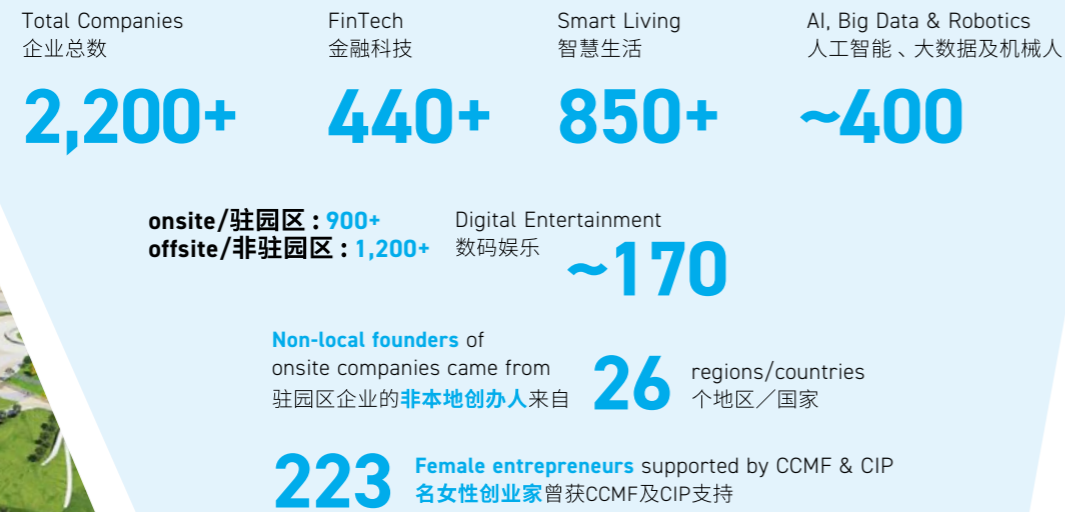 Total Companies
企业总数
2,200+
FinTech
金融科技
440+
Smart Living
智慧生活
850+
AI, Big Data & Robotics
人工智能、大数据及机械人
~400
onsite/驻园区 : 900+
offsite/非驻园区 : 1,200+
Digital Entertainment
数码娱乐
~170
Non-local founders of
onsite companies came from
驻园区企业的非本地创办人来自
26
regions/countries
个地区／国家
223
Female entrepreneurs supported by CCMF & CIP
名女性创业家曾获CCMF及CIP支持